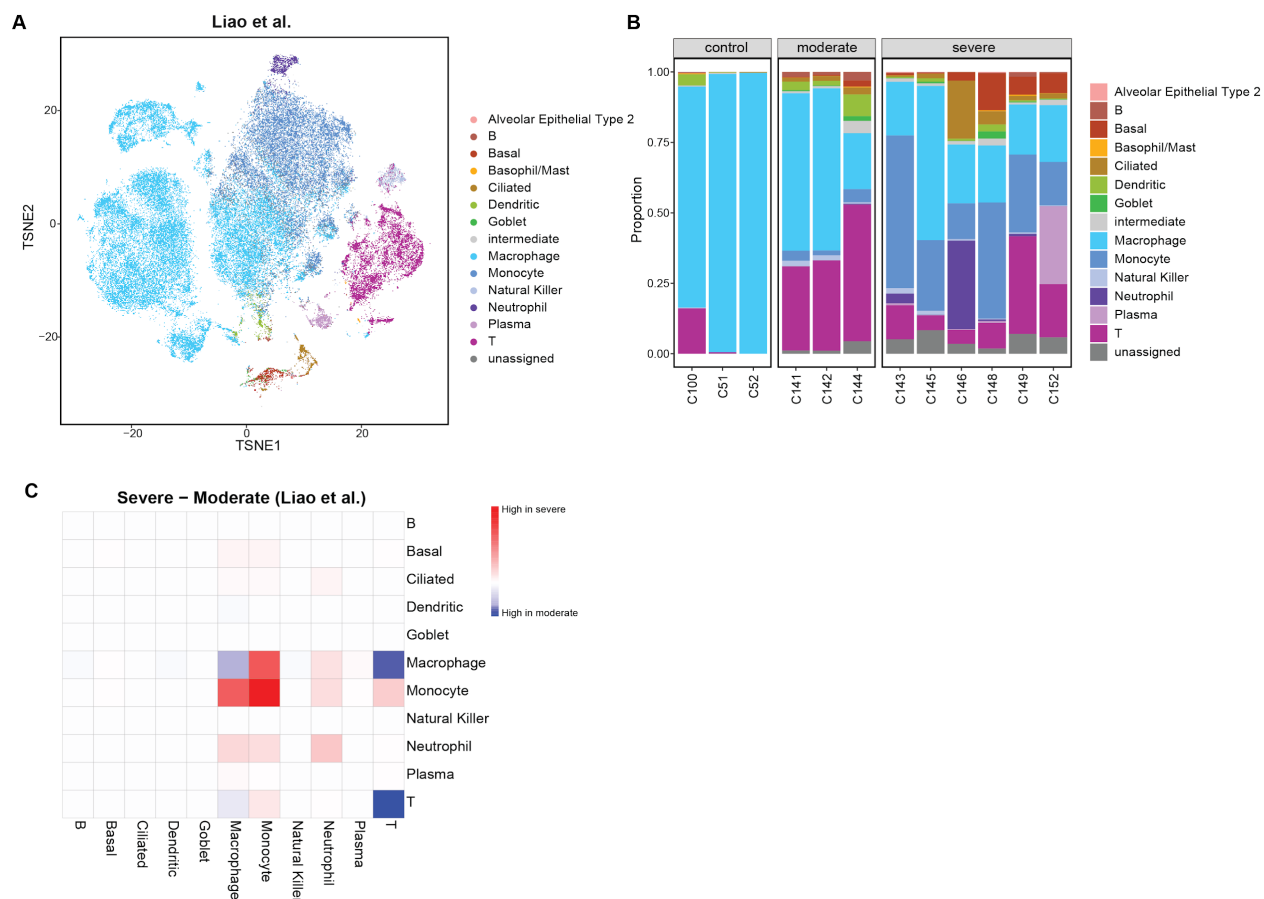 A
Liao et al.
TSNE2
20
0
−20
−20
0
20
TSNE1
Alveolar Epithelial Type 2
B
Basal
Basophil/Mast
Ciliated
Dendritic
Goblet
intermediate
Macrophage
Monocyte
Natural Killer
Neutrophil
Plasma
T
unassigned
B
control
moderate
severe
Proportion
1.00
0.75
0.50
0.25
0.00
C100
C51
C52
C141
C142
C144
C143
C145
C146
C148
C149
C152
Alveolar Epithelial Type 2
B
Basal
Basophil/Mast
Ciliated
Dendritic
Goblet
intermediate
Macrophage
Monocyte
Natural Killer
Neutrophil
Plasma
T
unassigned
C
Severe − Moderate (Liao et al.)
High in severe
High in moderate
B
Basal
Ciliated
Dendritic
Goblet
Macrophage
Monocyte
Natural Killer
Neutrophil
Plasma
T
B
Basal
Ciliated
Dendritic
Goblet
Macrophage
Monocyte
Natural Kille
Neutrophil
Plasma
T